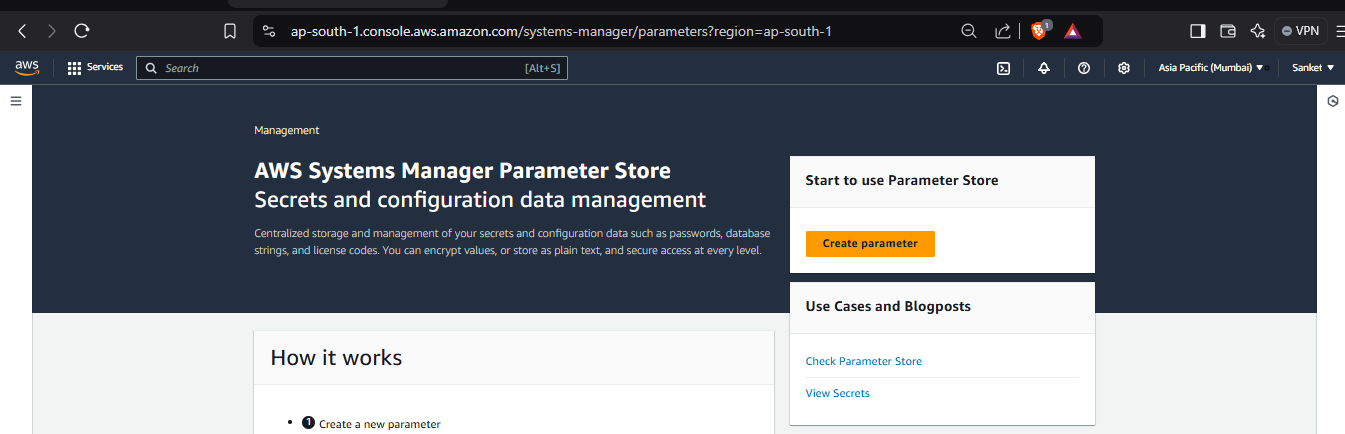 ap-south-1.console.aws.amazon.com/systems-manager/parameters?region=ap-south-1
1
VPN
aws
Services
Search
[Alt+S]
Asia Pacific (Mumbai)
Sanket
Management
AWS Systems Manager Parameter Store
Secrets and configuration data management
Centralized storage and management of your secrets and configuration data such as passwords, database
strings, and license codes. You can encrypt values, or store as plain text, and secure access at every level.
Start to use Parameter Store
Create parameter
Use Cases and Blogposts
Check Parameter Store
View Secrets
How it works
1 Create a new parameter